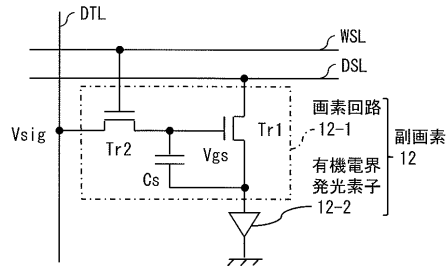 DTL
WSL
DSL
Vsig
Tr2
Cs
Vgs
Tr1
画素回路
12-1
有機電界
発光素子
12-2
副画素
12